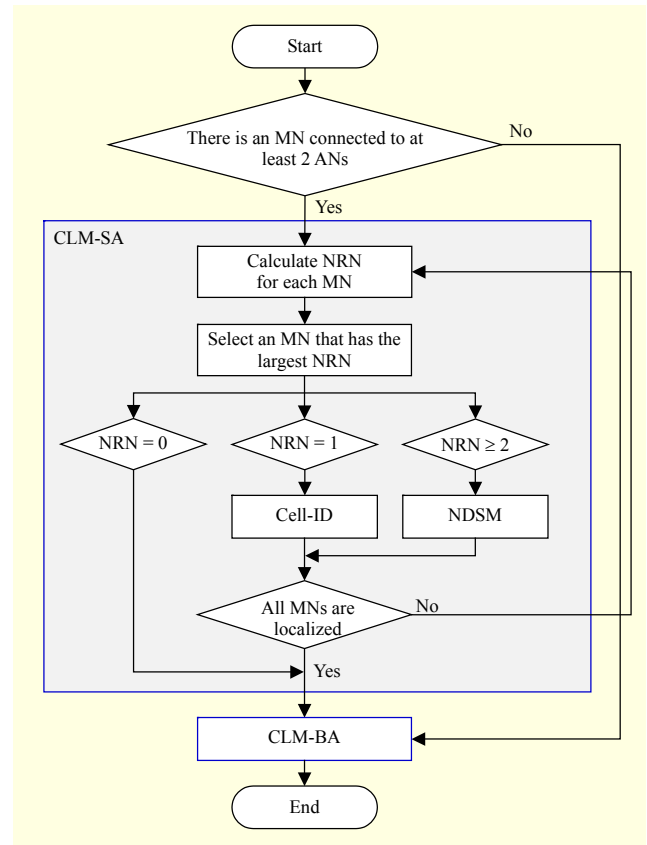 Start
There is an MN connected to at
least 2 ANs
No
Yes
CLM-SA
Calculate NRN
for each MN
Select an MN that has the
largest NRN
NRN = 0
NRN = 1
NRN ≥ 2
Cell-ID
NDSM
All MNs are
localized
No
Yes
CLM-BA
End